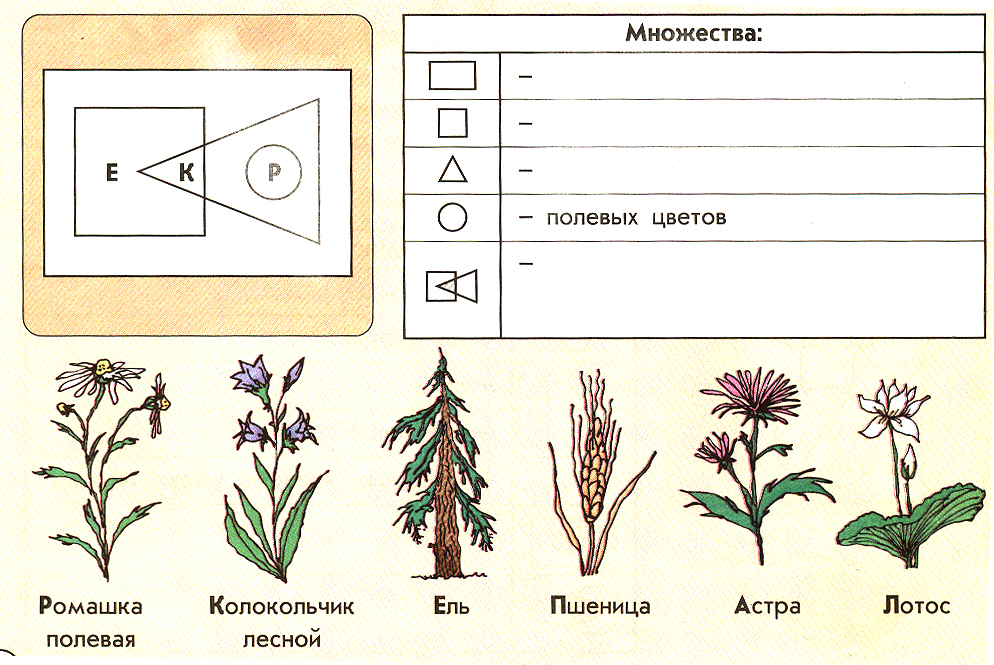 Е К Р
Множества:
–
–
–
– полевых цветов
–
Ромашка
полевая
Колокольчик
лесной
Ель
Пшеница
Астра
Лотос